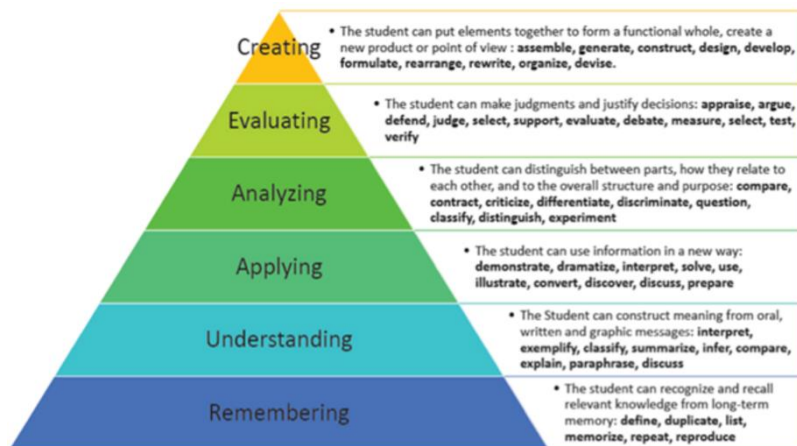 Creating
• The student can put elements together to form a functional whole, create a
new product or point of view : assemble, generate, construct, design, develop,
formulate, rearrange, rewrite, organize, devise.
Evaluating
• The student can make judgments and justify decisions: appraise, argue,
defend, judge, select, support, evaluate, debate, measure, select, test,
verify
Analyzing
• The student can distinguish between parts, how they relate to
each other, and to the overall structure and purpose: compare,
contract, criticize, differentiate, discriminate, question,
classify, distinguish, experiment
Applying
• The student can use information in a new way:
demonstrate, dramatize, interpret, solve, use,
illustrate, convert, discover, discuss, prepare
Understanding
• The Student can construct meaning from oral,
written and graphic messages: interpret,
exemplify, classify, summarize, infer, compare,
explain, paraphrase, discuss
Remembering
• The student can recognize and recall
relevant knowledge from long-term
memory: define, duplicate, list,
memorize, repeat, reproduce